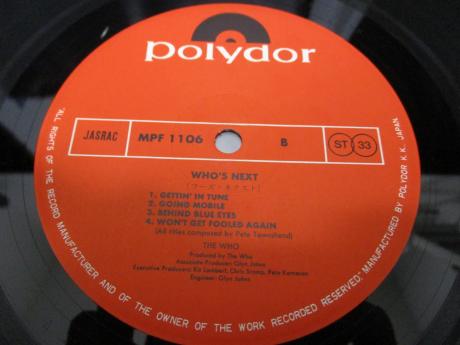 polydor
JASRAC MPF 1106 B ST 33
WHO'S NEXT
[フーズ・ネクスト]
1. GETTIN' IN TUNE
2. GOING MOBILE
3. BEHIND BLUE EYES
4. WON'T GET FOOLED AGAIN
(All titles composed by Pete Townshend)
THE WHO
Produced by The Who
Associate Producer: Glyn Johns
Executive Producers: Kit Lambert, Chris Stamp, Pete Kameron
Engineer: Glyn Johns
"ALL RIGHTS OF THE RECORD MANUFACTURER AND OF THE OWNER OF THE WORK RECORDED RESERVED" MANUFACTURED BY POLYDOR K.K. JAPAN.